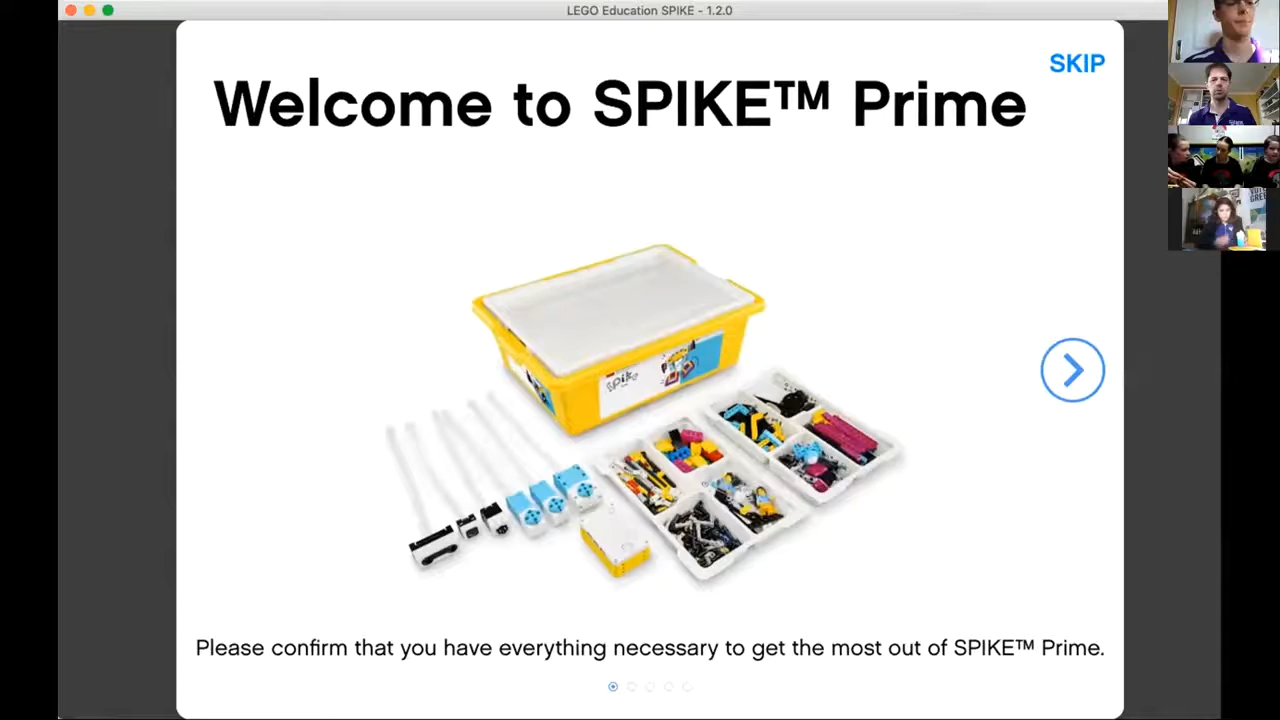 LEGO Education SPIKE - 1.2.0
SKIP
Welcome to SPIKE™ Prime
spike
Please confirm that you have everything necessary to get the most out of SPIKE™ Prime.